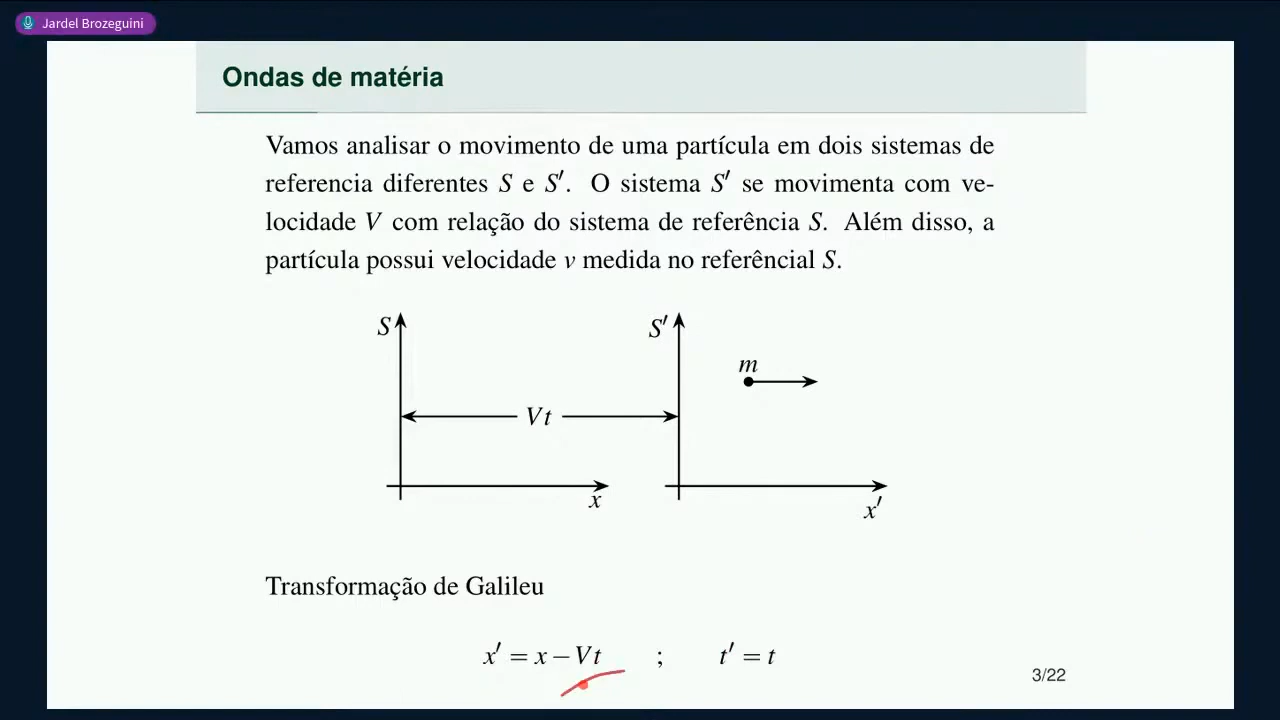 Jardel Brozeguini
Ondas de matéria
Vamos analisar o movimento de uma partícula em dois sistemas de
referencia diferentes S e S′. O sistema S′ se movimenta com ve-
locidade V com relação do sistema de referência S. Além disso, a
partícula possui velocidade v medida no referêncial S.
S
S′
m
Vt
x
x′
Transformação de Galileu
x′ = x − Vt ; t′ = t
3/22